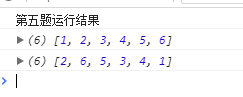 第五题运行结果
▶(6) [1, 2, 3, 4, 5, 6]
▶(6) [2, 6, 5, 3, 4, 1]
>